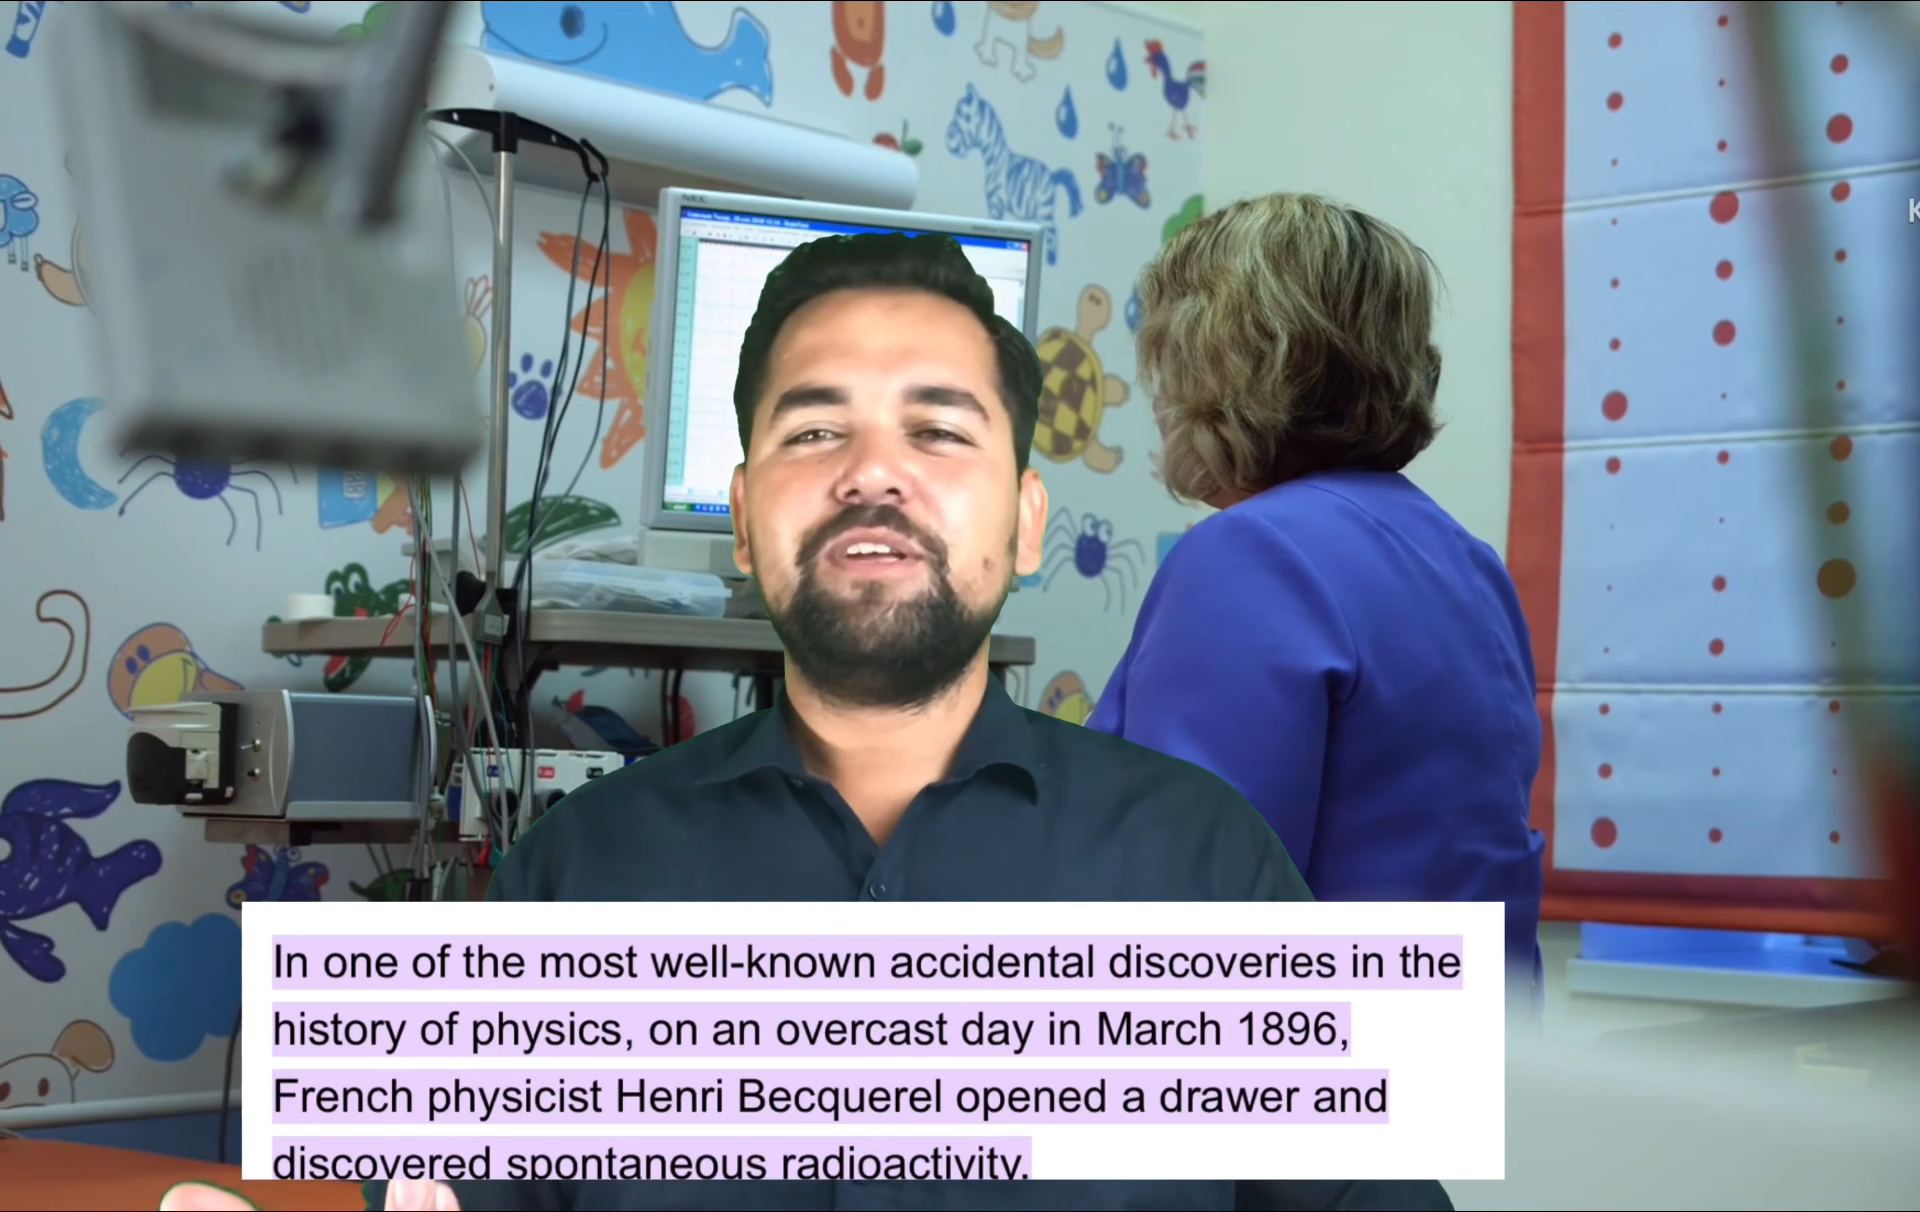 NEC
K
In one of the most well-known accidental discoveries in the
history of physics, on an overcast day in March 1896,
French physicist Henri Becquerel opened a drawer and
discovered spontaneous radioactivity.